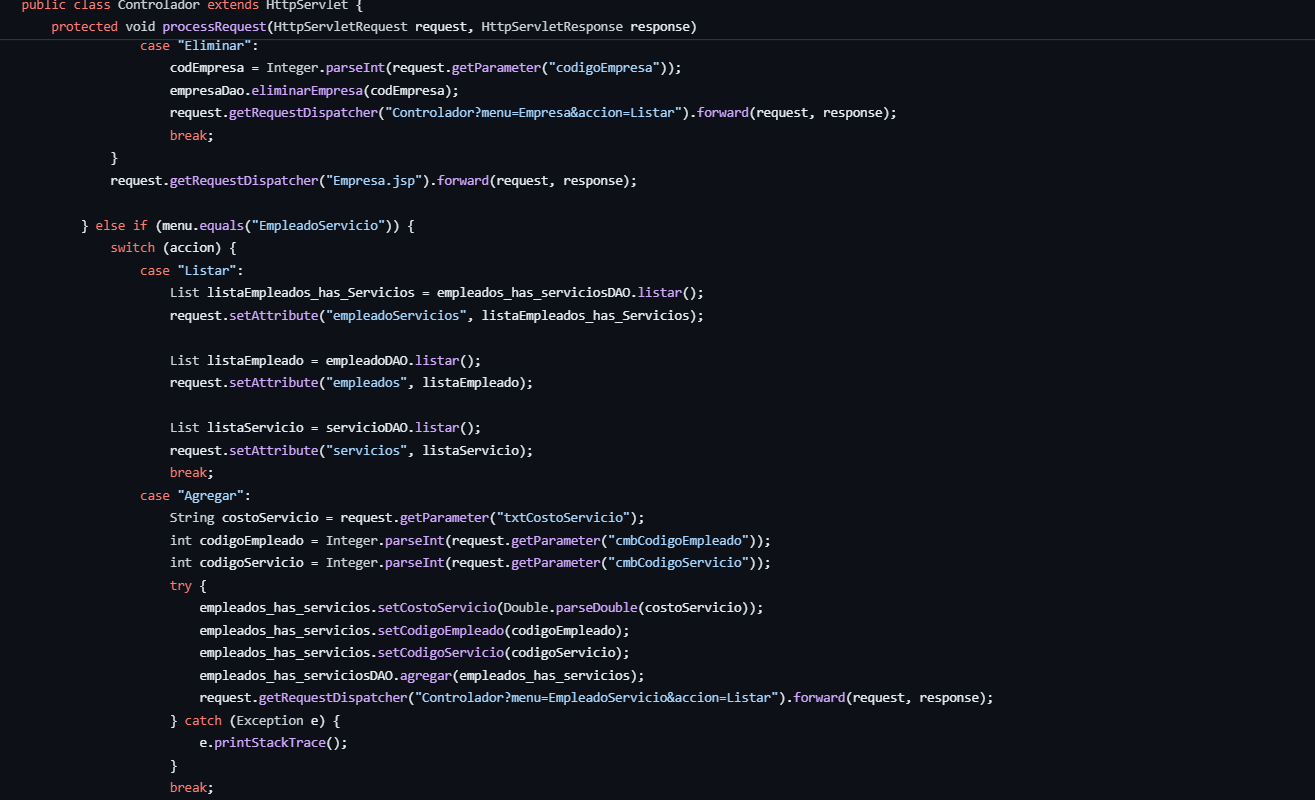 public class Controlador extends HttpServlet {
protected void processRequest(HttpServletRequest request, HttpServletResponse response)
case "Eliminar":
codEmpresa = Integer.parseInt(request.getParameter("codigoEmpresa"));
empresaDao.eliminarEmpresa(codEmpresa);
request.getRequestDispatcher("Controlador?menu=Empresa&accion=Listar").forward(request, response);
break;
}
request.getRequestDispatcher("Empresa.jsp").forward(request, response);
} else if (menu.equals("EmpleadoServicio")) {
switch (accion) {
case "Listar":
List listaEmpleados_has_Servicios = empleados_has_serviciosDAO.listar();
request.setAttribute("empleadoServicios", listaEmpleados_has_Servicios);
List listaEmpleado = empleadoDAO.listar();
request.setAttribute("empleados", listaEmpleado);
List listaServicio = servicioDAO.listar();
request.setAttribute("servicios", listaServicio);
break;
case "Agregar":
String costoServicio = request.getParameter("txtCostoServicio");
int codigoEmpleado = Integer.parseInt(request.getParameter("cmbCodigoEmpleado"));
int codigoServicio = Integer.parseInt(request.getParameter("cmbCodigoServicio"));
try {
empleados_has_servicios.setCostoServicio(Double.parseDouble(costoServicio));
empleados_has_servicios.setCodigoEmpleado(codigoEmpleado);
empleados_has_servicios.setCodigoServicio(codigoServicio);
empleados_has_serviciosDAO.agregar(empleados_has_servicios);
request.getRequestDispatcher("Controlador?menu=EmpleadoServicio&accion=Listar").forward(request, response);
} catch (Exception e) {
e.printStackTrace();
}
break;